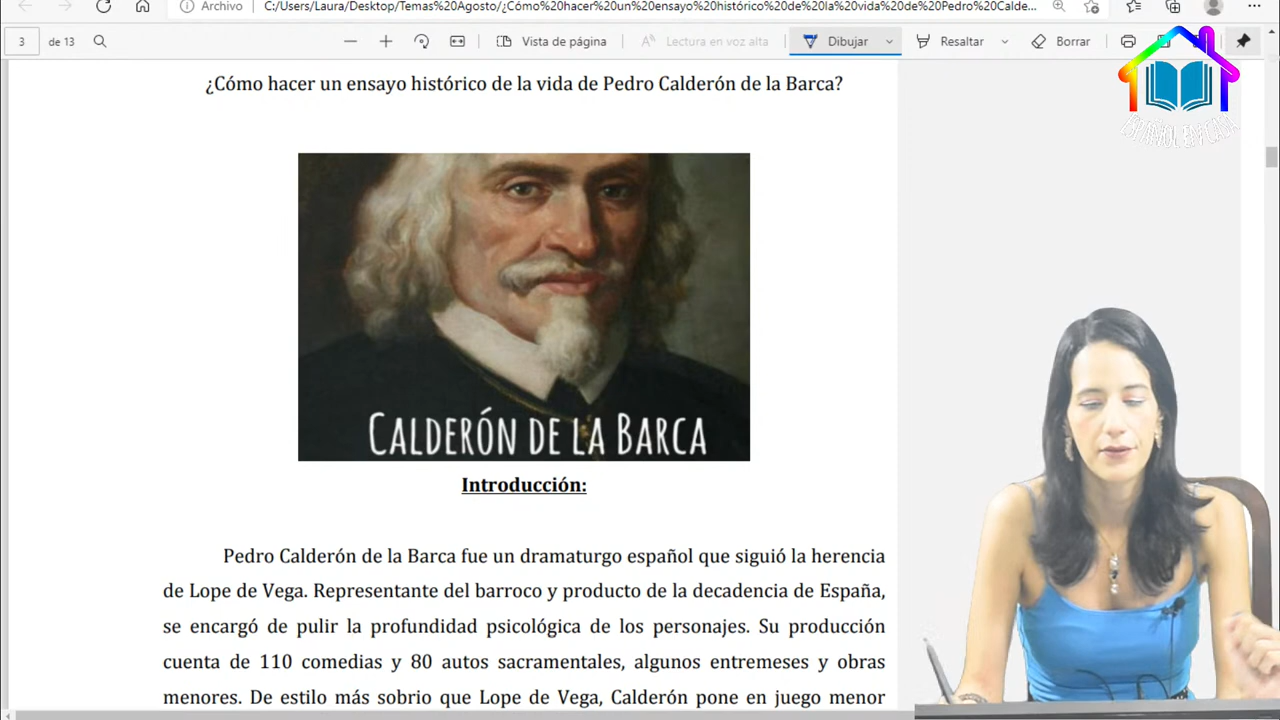 Archivo
C:/Users/Laura/Desktop/Temas%20Agosto/¿Cómo%20hacer%20un%20ensayo%20histórico%20de%20la%20vida%20de%20Pedro%20Calde...
3
de 13
Vista de página
Lectura en voz alta
Dibujar
Resaltar
Borrar
ESPAÑOL EN CASA
¿Cómo hacer un ensayo histórico de la vida de Pedro Calderón de la Barca?
CALDERÓN DE LA BARCA
Introducción:
Pedro Calderón de la Barca fue un dramaturgo español que siguió la herencia
de Lope de Vega. Representante del barroco y producto de la decadencia de España,
se encargó de pulir la profundidad psicológica de los personajes. Su producción
cuenta de 110 comedias y 80 autos sacramentales, algunos entremeses y obras
menores. De estilo más sobrio que Lope de Vega, Calderón pone en juego menor